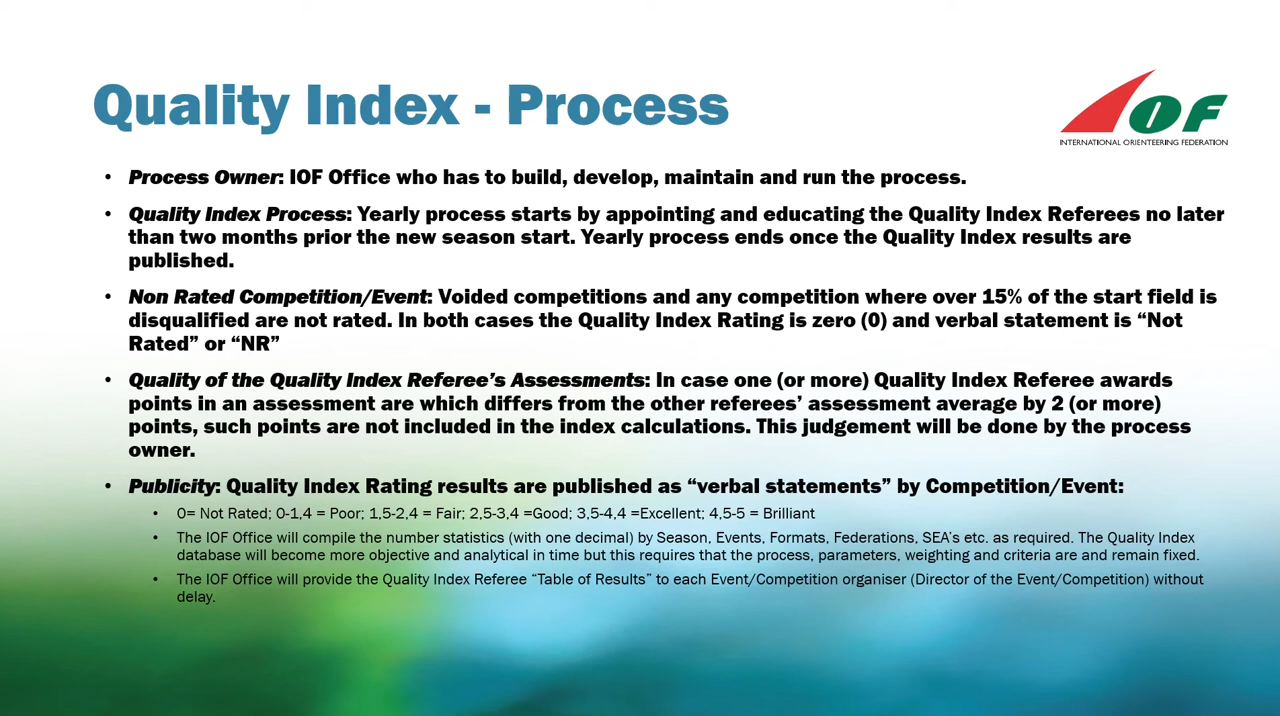 Quality Index - Process
IOF
INTERNATIONAL ORIENTEERING FEDERATION
• Process Owner: IOF Office who has to build, develop, maintain and run the process.
• Quality Index Process: Yearly process starts by appointing and educating the Quality Index Referees no later
than two months prior the new season start. Yearly process ends once the Quality Index results are
published.
• Non Rated Competition/Event: Voided competitions and any competition where over 15% of the start field is
disqualified are not rated. In both cases the Quality Index Rating is zero (0) and verbal statement is “Not
Rated” or “NR”
• Quality of the Quality Index Referee’s Assessments: In case one (or more) Quality Index Referee awards
points in an assessment are which differs from the other referees’ assessment average by 2 (or more)
points, such points are not included in the index calculations. This judgement will be done by the process
owner.
• Publicity: Quality Index Rating results are published as “verbal statements” by Competition/Event:
• 0= Not Rated; 0-1,4 = Poor; 1,5-2,4 = Fair; 2,5-3,4 =Good; 3,5-4,4 =Excellent; 4,5-5 = Brilliant
• The IOF Office will compile the number statistics (with one decimal) by Season, Events, Formats, Federations, SEA’s etc. as required. The Quality Index
database will become more objective and analytical in time but this requires that the process, parameters, weighting and criteria are and remain fixed.
• The IOF Office will provide the Quality Index Referee “Table of Results” to each Event/Competition organiser (Director of the Event/Competition) without
delay.